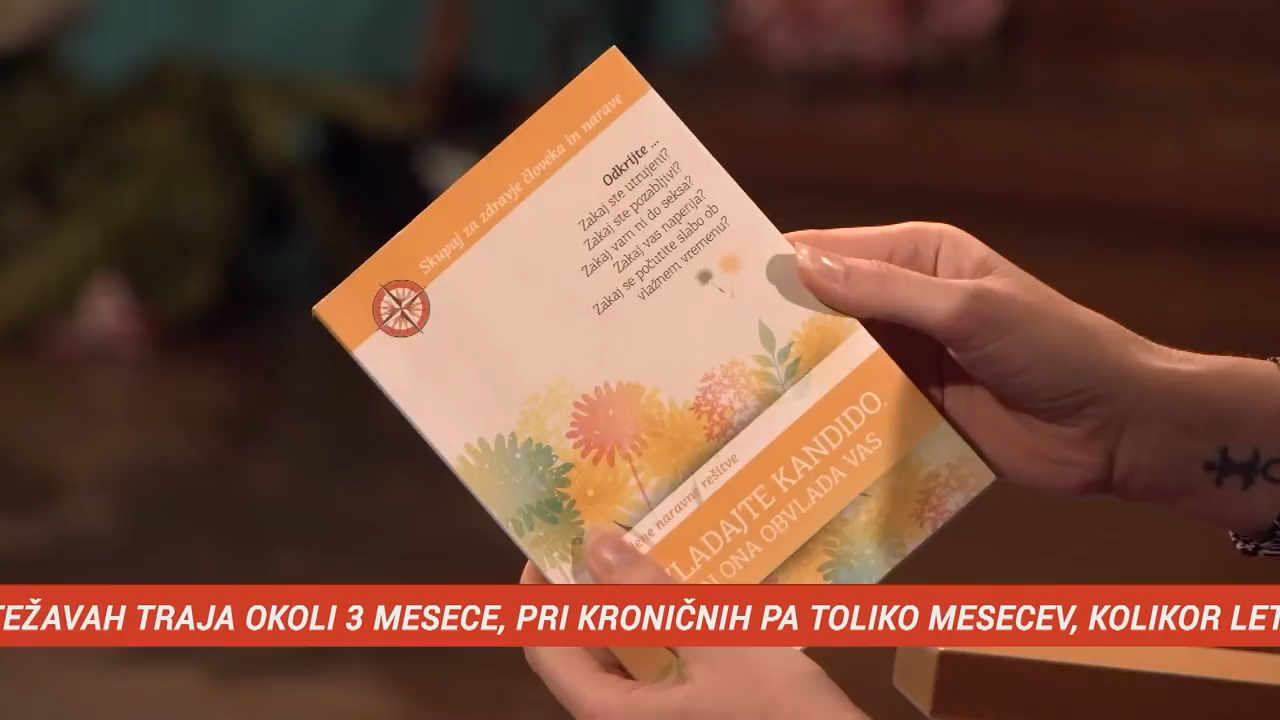 Skupaj za zdravje človeka in narave
Odkrijte ...
Zakaj ste utrujeni?
Zakaj ste pozabljivi?
Zakaj vam ni do seksa?
Zakaj vas napenja?
Zakaj se počutite slabo ob
vlažnem vremenu?
naravne rešitve
LADAJTE KANDIDO,
ONA OBVLADA VAS
TEŽAVAH TRAJA OKOLI 3 MESECE, PRI KRONIČNIH PA TOLIKO MESECEV, KOLIKOR LET